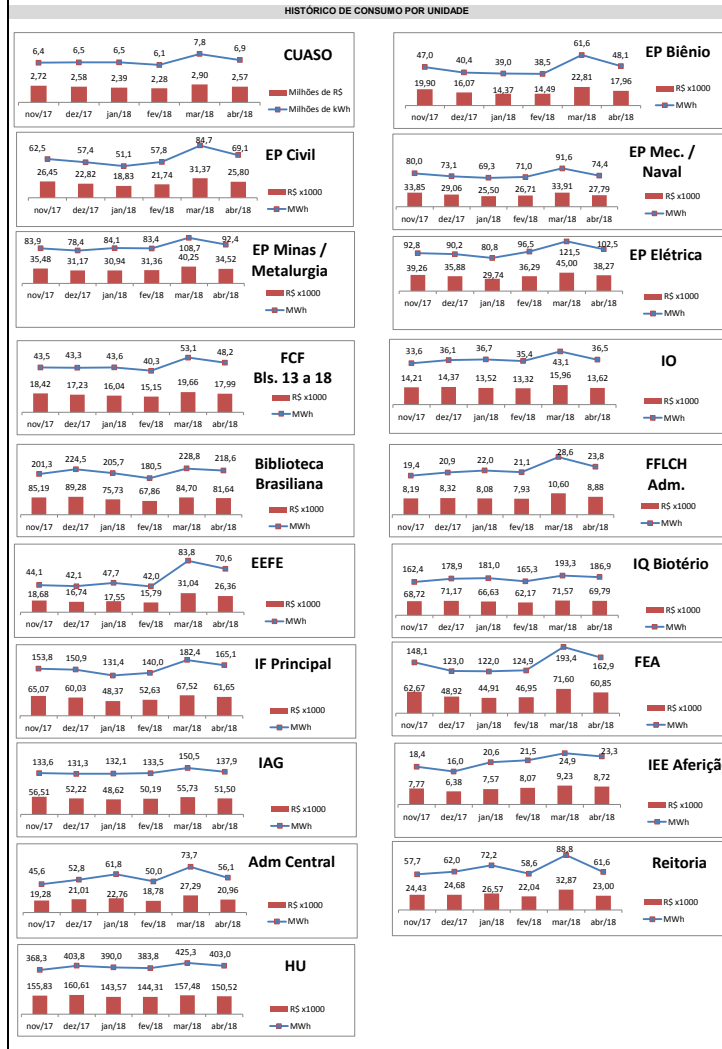 HISTÓRICO DE CONSUMO POR UNIDADE
CUASO
6,4 6,5 6,5 6,1 7,8 6,9
2,72 2,58 2,39 2,28 2,90 2,57
Milhões de R$
Milhões de kWh
nov/17 dez/17 jan/18 fev/18 mar/18 abr/18
EP Biênio
47,0 40,4 39,0 38,5 61,6 48,1
19,90 16,07 14,37 14,49 22,81 17,96
R$ x1000
MWh
nov/17 dez/17 jan/18 fev/18 mar/18 abr/18
EP Civil
62,5 57,4 51,1 57,8 84,7 69,1
26,45 22,82 18,83 21,74 31,37 25,80
R$ x1000
MWh
nov/17 dez/17 jan/18 fev/18 mar/18 abr/18
EP Mec. /
Naval
80,0 73,1 69,3 71,0 91,6 74,4
33,85 29,06 25,50 26,71 33,91 27,79
R$ x1000
MWh
nov/17 dez/17 jan/18 fev/18 mar/18 abr/18
EP Minas /
Metalurgia
83,9 78,4 84,1 83,4 108,7 92,4
35,48 31,17 30,94 31,36 40,25 34,52
R$ x1000
MWh
nov/17 dez/17 jan/18 fev/18 mar/18 abr/18
EP Elétrica
92,8 90,2 80,8 96,5 121,5 102,5
39,26 35,88 29,74 36,29 45,00 38,27
R$ x1000
MWh
nov/17 dez/17 jan/18 fev/18 mar/18 abr/18
FCF
Bls. 13 a 18
43,5 43,3 43,6 40,3 53,1 48,2
18,42 17,23 16,04 15,15 19,66 17,99
R$ x1000
MWh
nov/17 dez/17 jan/18 fev/18 mar/18 abr/18
IO
33,6 36,1 36,7 35,4 43,1 36,5
14,21 14,37 13,52 13,32 15,96 13,62
R$ x1000
MWh
nov/17 dez/17 jan/18 fev/18 mar/18 abr/18
Biblioteca
Brasiliana
201,3 224,5 205,7 180,5 228,8 218,6
85,19 89,28 75,73 67,86 84,70 81,64
R$ x1000
MWh
nov/17 dez/17 jan/18 fev/18 mar/18 abr/18
FFLCH
Adm.
19,4 20,9 22,0 21,1 28,6 23,8
8,19 8,32 8,08 7,93 10,60 8,88
R$ x1000
MWh
nov/17 dez/17 jan/18 fev/18 mar/18 abr/18
EEFE
44,1 42,1 47,7 42,0 83,8 70,6
18,68 16,74 17,55 15,79 31,04 26,36
R$ x1000
MWh
nov/17 dez/17 jan/18 fev/18 mar/18 abr/18
IQ Biotério
162,4 178,9 181,0 165,3 193,3 186,9
68,72 71,17 66,63 62,17 71,57 69,79
R$ x1000
MWh
nov/17 dez/17 jan/18 fev/18 mar/18 abr/18
IF Principal
153,8 150,9 131,4 140,0 182,4 165,1
65,07 60,03 48,37 52,63 67,52 61,65
R$ x1000
MWh
nov/17 dez/17 jan/18 fev/18 mar/18 abr/18
FEA
148,1 123,0 122,0 124,9 193,4 162,9
62,67 48,92 44,91 46,95 71,60 60,85
R$ x1000
MWh
nov/17 dez/17 jan/18 fev/18 mar/18 abr/18
IAG
133,6 131,3 132,1 133,5 150,5 137,9
56,51 52,22 48,62 50,19 55,73 51,50
R$ x1000
MWh
nov/17 dez/17 jan/18 fev/18 mar/18 abr/18
IEE Aferiçã
18,4 16,0 20,6 21,5 24,9 23,3
7,77 6,38 7,57 8,07 9,23 8,72
R$ x1000
MWh
nov/17 dez/17 jan/18 fev/18 mar/18 abr/18
Adm Central
45,6 52,8 61,8 50,0 73,7 56,1
19,28 21,01 22,76 18,78 27,29 20,96
R$ x1000
MWh
nov/17 dez/17 jan/18 fev/18 mar/18 abr/18
Reitoria
57,7 62,0 72,2 58,6 88,8 61,6
24,43 24,68 26,57 22,04 32,87 23,00
R$ x1000
MWh
nov/17 dez/17 jan/18 fev/18 mar/18 abr/18
HU
368,3 403,8 390,0 383,8 425,3 403,0
155,83 160,61 143,57 144,31 157,48 150,52
R$ x1000
MWh
nov/17 dez/17 jan/18 fev/18 mar/18 abr/18